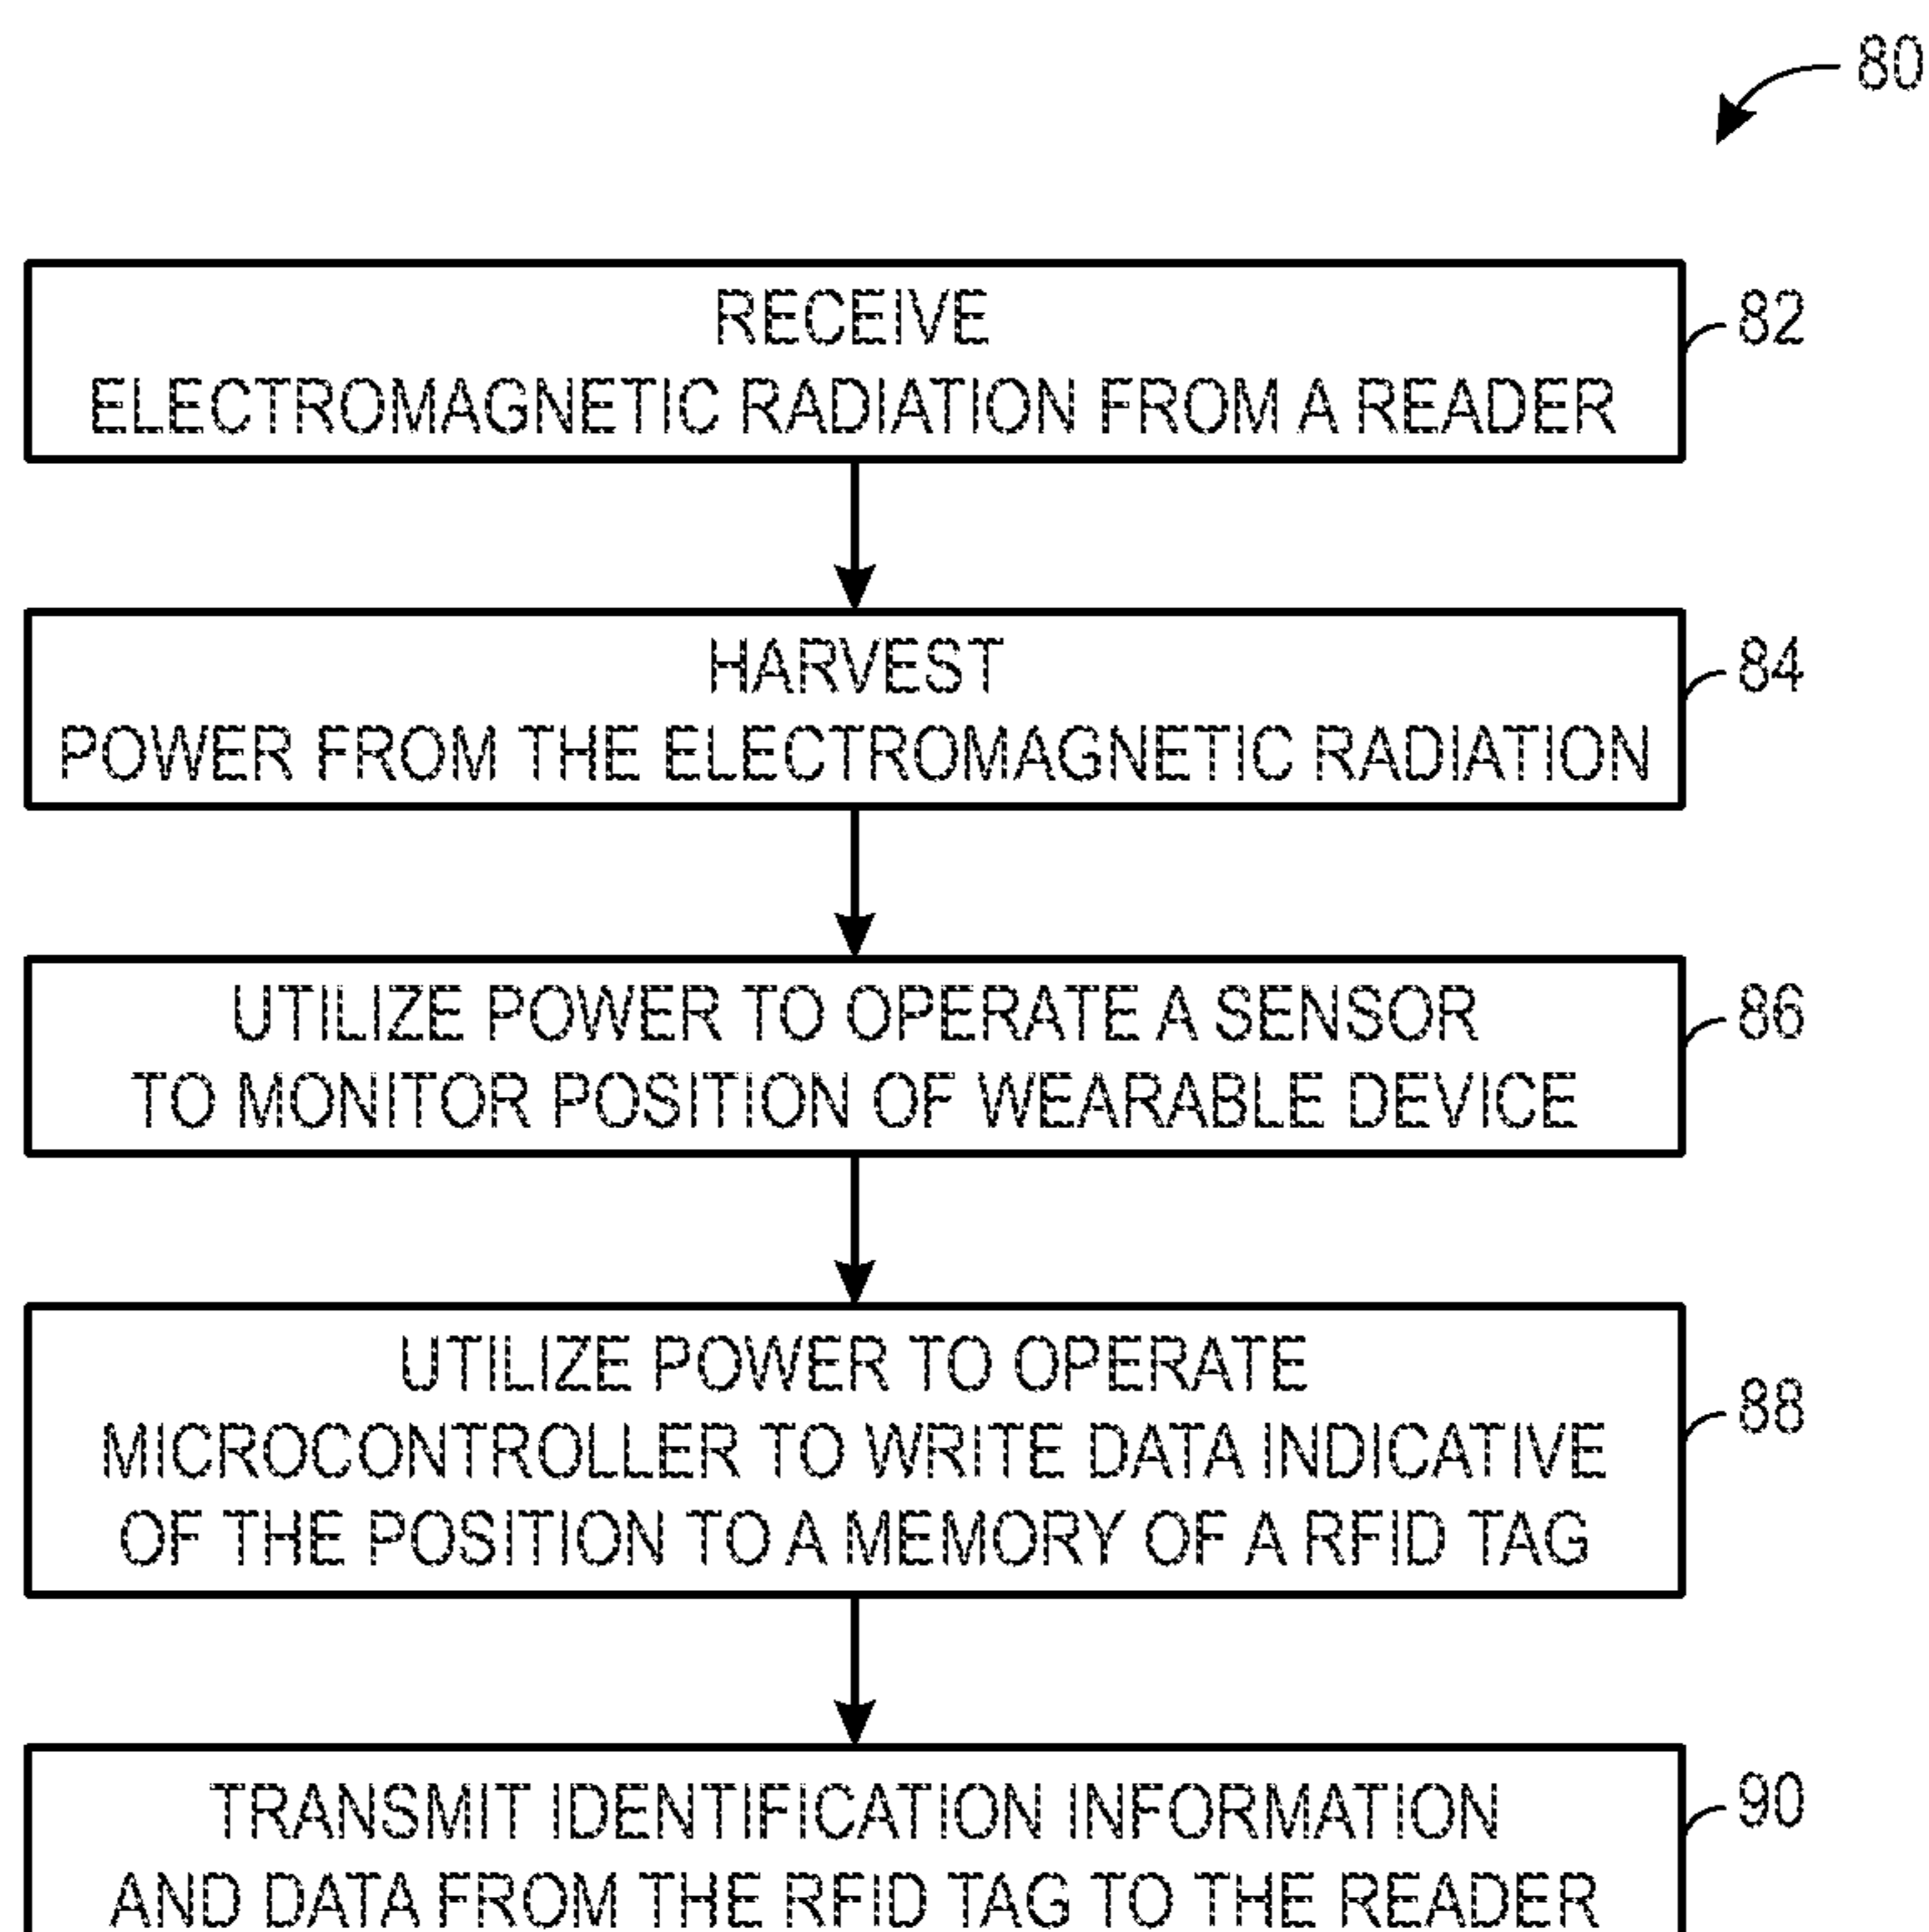 80
RECEIVE
ELECTROMAGNETIC RADIATION FROM A READER
82
HARVEST
POWER FROM THE ELECTROMAGNETIC RADIATION
84
UTILIZE POWER TO OPERATE A SENSOR
TO MONITOR POSITION OF WEARABLE DEVICE
86
UTILIZE POWER TO OPERATE
MICROCONTROLLER TO WRITE DATA INDICATIVE
OF THE POSITION TO A MEMORY OF A RFID TAG
88
TRANSMIT IDENTIFICATION INFORMATION
AND DATA FROM THE RFID TAG TO THE READER
90